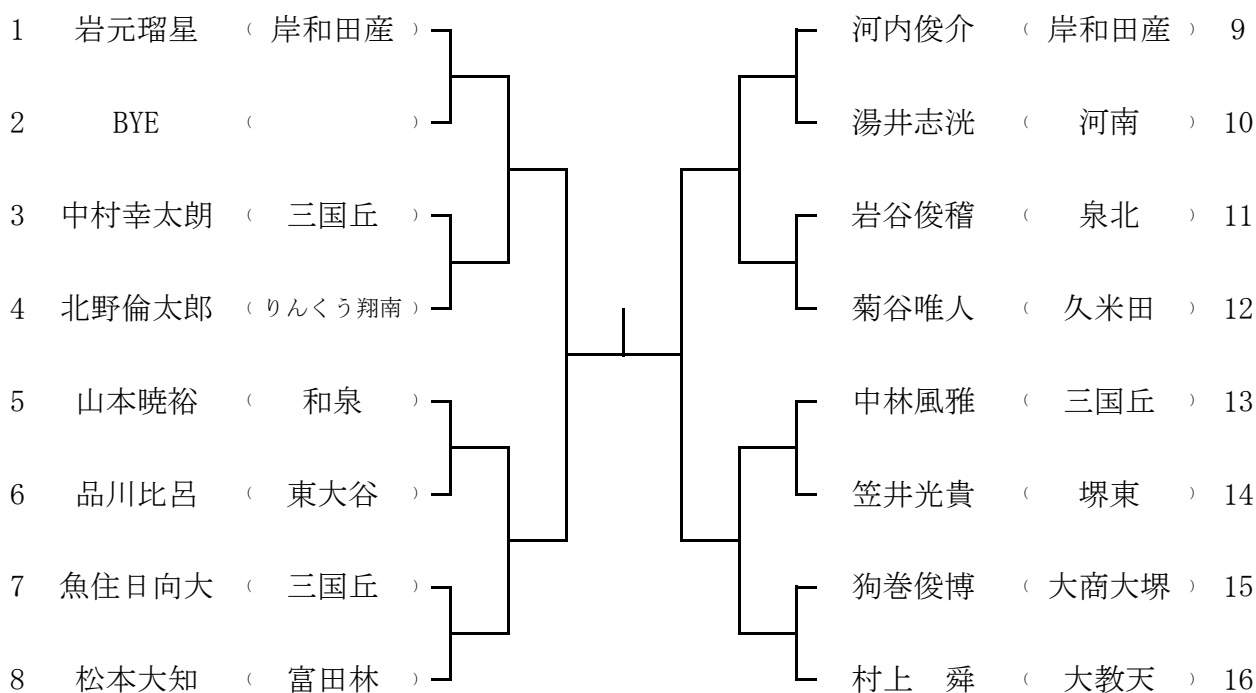 1 岩元瑠星 （ 岸和田産 ） 河内俊介 （ 岸和田産 ） 9
2 BYE （ ） 湯井志洸 （ 河南 ） 10
3 中村幸太朗 （ 三国丘 ） 岩谷俊稽 （ 泉北 ） 11
4 北野倫太郎 （ りんくう翔南 ） 菊谷唯人 （ 久米田 ） 12
5 山本暁裕 （ 和泉 ） 中林風雅 （ 三国丘 ） 13
6 品川比呂 （ 東大谷 ） 笠井光貴 （ 堺東 ） 14
7 魚住日向大 （ 三国丘 ） 狗巻俊博 （ 大商大堺 ） 15
8 松本大知 （ 富田林 ） 村上　舜 （ 大教天 ） 16